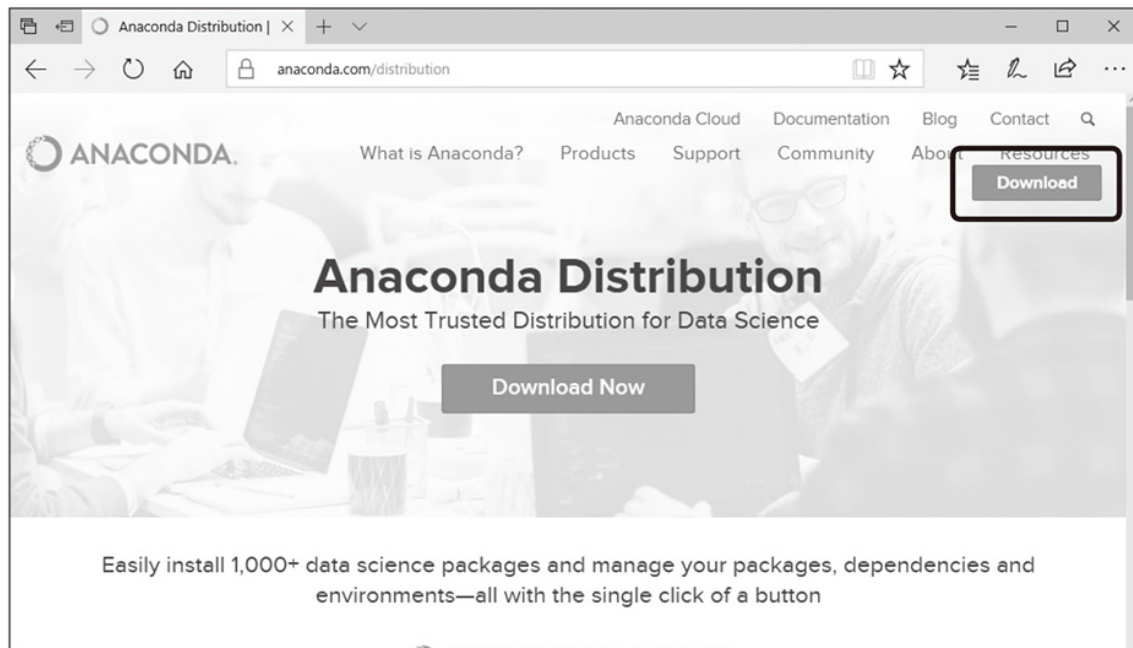 Anaconda Distribution |
anaconda.com/distribution
Anaconda Cloud Documentation Blog Contact
ANACONDA.
What is Anaconda? Products Support Community About Resources
Download
Anaconda Distribution
The Most Trusted Distribution for Data Science
Download Now
Easily install 1,000+ data science packages and manage your packages, dependencies and
environments—all with the single click of a button